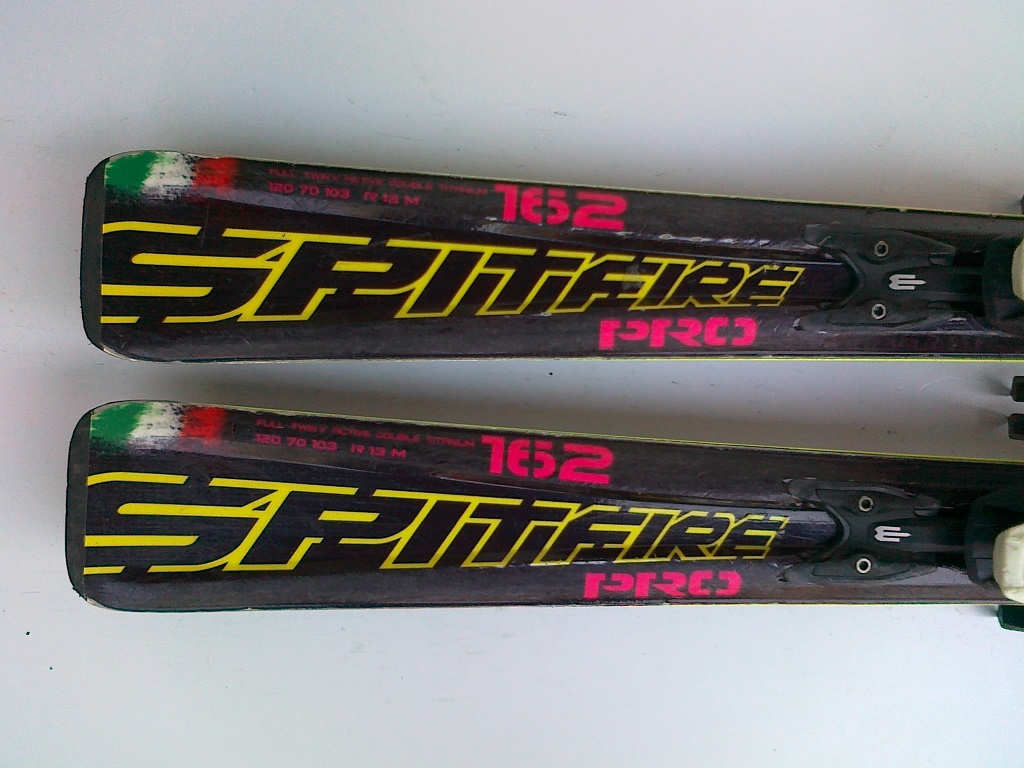 FULL TWIN Y ACTIVE DOUBLE TITANIUM
120 70 103 R 13 M
162
SPITFIRE
PRO
FULL TWIN Y ACTIVE DOUBLE TITANIUM
120 70 103 R 13 M
162
SPITFIRE
PRO